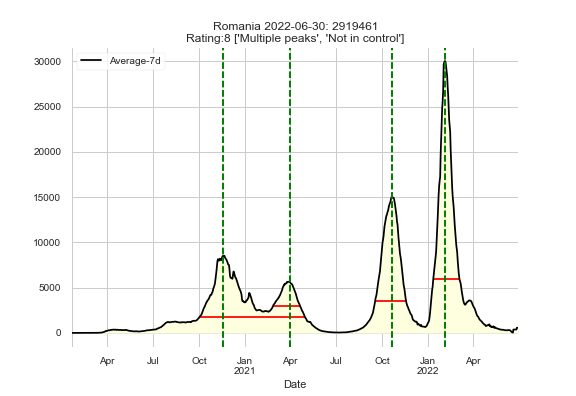 Romania 2022-06-30: 2919461
Rating:8 ['Multiple peaks', 'Not in control']
Average-7d
30000
25000
20000
15000
10000
5000
0
Apr Jul Oct Jan Apr Jul Oct Jan Apr
2021 2022
Date